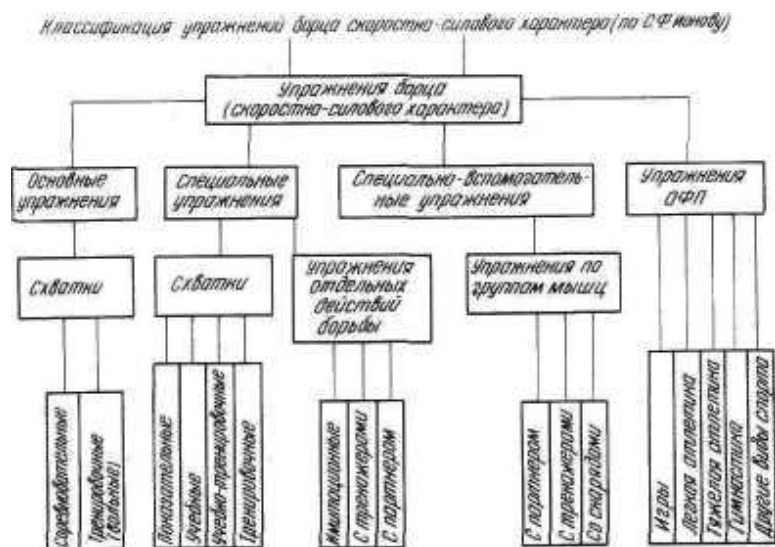 Классификация упражнений борца скоростно-силового характера (по С.Ф. Ионову)
Упражнения борца
(скоростно-силового характера)
Основные
упражнения
Специальные
упражнения
Специально-вспомогатель-
ные упражнения
Упражнения
ОФП
Схватки
Схватки
Упражнения
отдельных
действий
борьбы
Упражнения по
группам мышц
Соревновательные
Тренировочные
(вольные)
Показательные
Учебные
Учебно-тренировочные
Тренировочные
Имитационные
С тренажерами
С партнером
С партнером
С тренажерами
Со снарядами
Игры
Легкая атлетика
Тяжелая атлетика
Гимнастика
Другие виды спорта